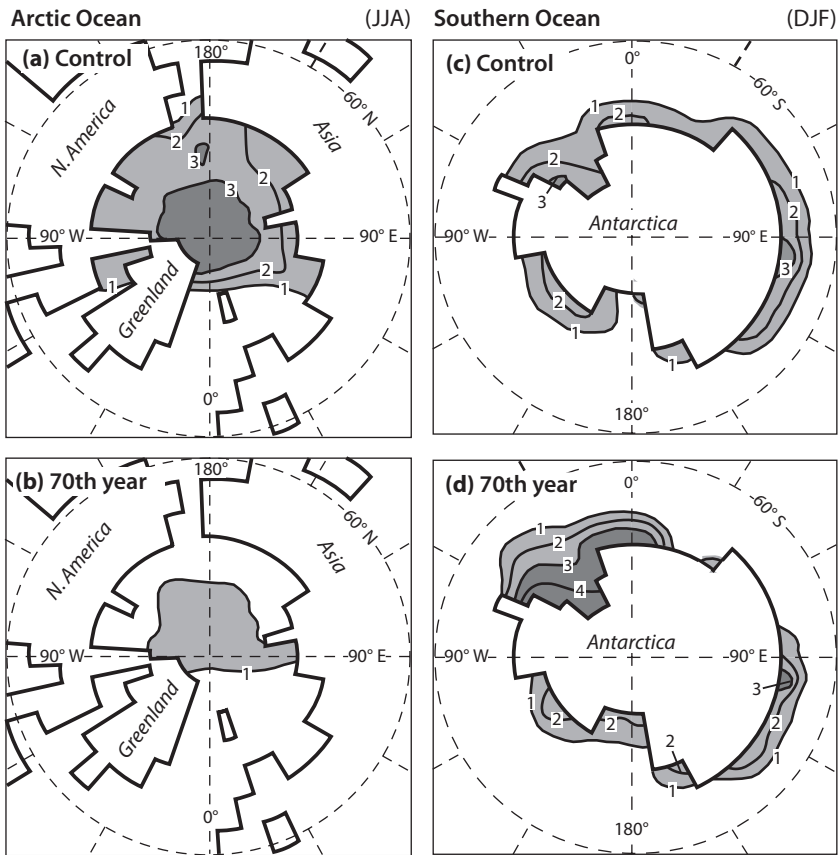 Arctic Ocean (JJA)
(a) Control
180°
60° N
N. America
Asia
1
2
3
3
2
90° W
90° E
2
1
1
Greenland
0°
Southern Ocean (DJF)
(c) Control
0°
60° S
1
2
2
3
1
2
Antarctica
90° W
90° E
3
2
1
1
180°
(b) 70th year
180°
60° N
N. America
Asia
90° W
90° E
1
Greenland
0°
(d) 70th year
0°
60° S
1
2
3
4
Antarctica
90° W
90° E
3
1
2
2
2
2
1
1
180°